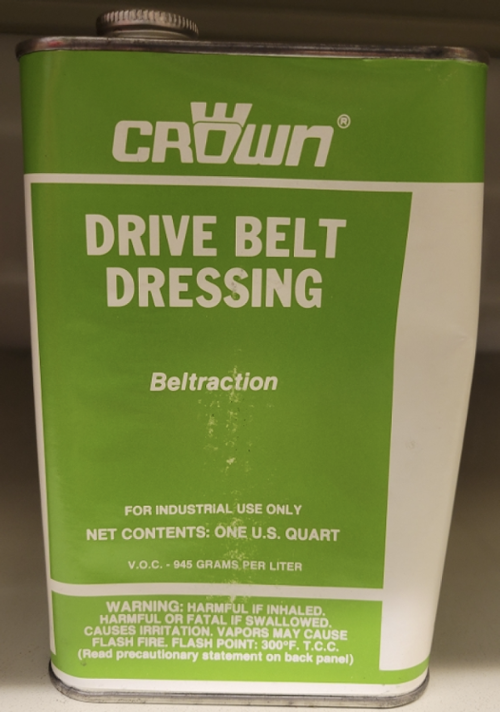 CROWN®
DRIVE BELT
DRESSING
Beltraction
FOR INDUSTRIAL USE ONLY
NET CONTENTS: ONE U.S. QUART
V.O.C. - 945 GRAMS PER LITER
WARNING: HARMFUL IF INHALED.
HARMFUL OR FATAL IF SWALLOWED.
CAUSES IRRITATION. VAPORS MAY CAUSE
FLASH FIRE. FLASH POINT: 300°F. T.C.C.
(Read precautionary statement on back panel)